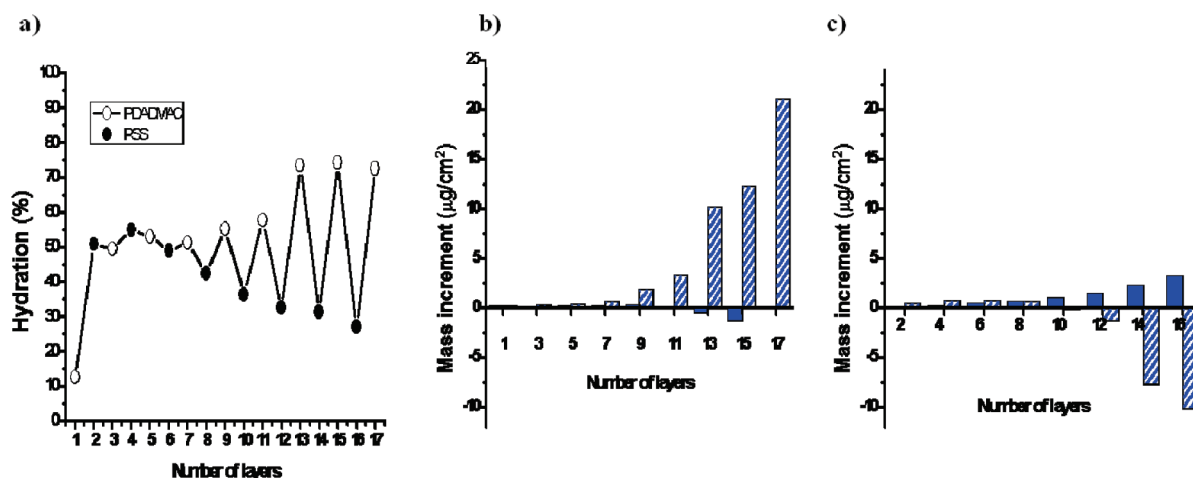 a)
100
90
80
70
60
50
40
30
20
10
0
Hydration (%)
PDADMAC
PSS
1 2 3 4 5 6 7 8 9 10 11 12 13 14 15 16 17
Number of layers
b)
25
20
15
10
5
0
-5
-10
Mass increment (μg/cm²)
1 3 5 7 9 11 13 15 17
Number of layers
c)
20
15
10
5
0
-5
-10
Mass increment (μg/cm²)
2 4 6 8 10 12 14 16
Number of layers